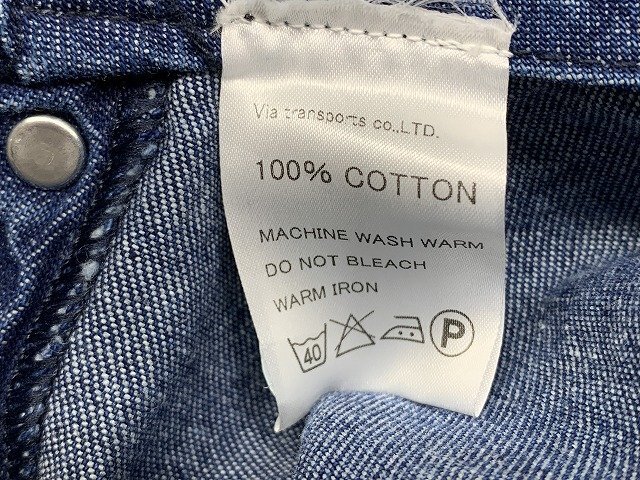 Via transports co.,LTD.
100% COTTON
MACHINE WASH WARM
DO NOT BLEACH
WARM IRON
40 P